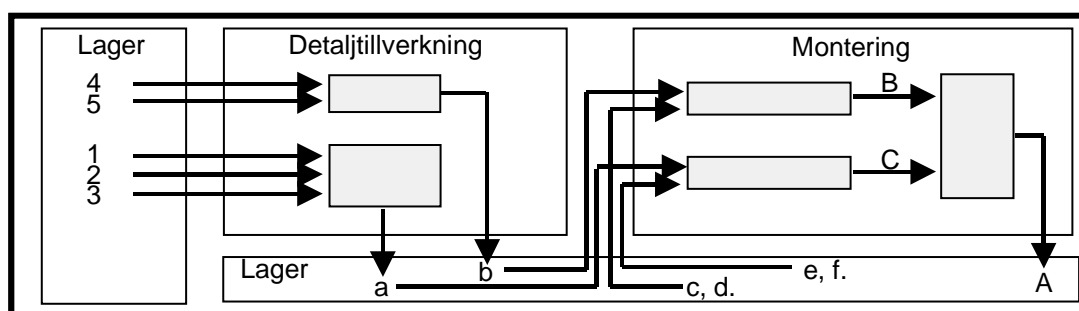 Lager
4
5
1
2
3
Detaljtillverkning
Montering
B
C
Lager
a
b
c, d.
e, f.
A